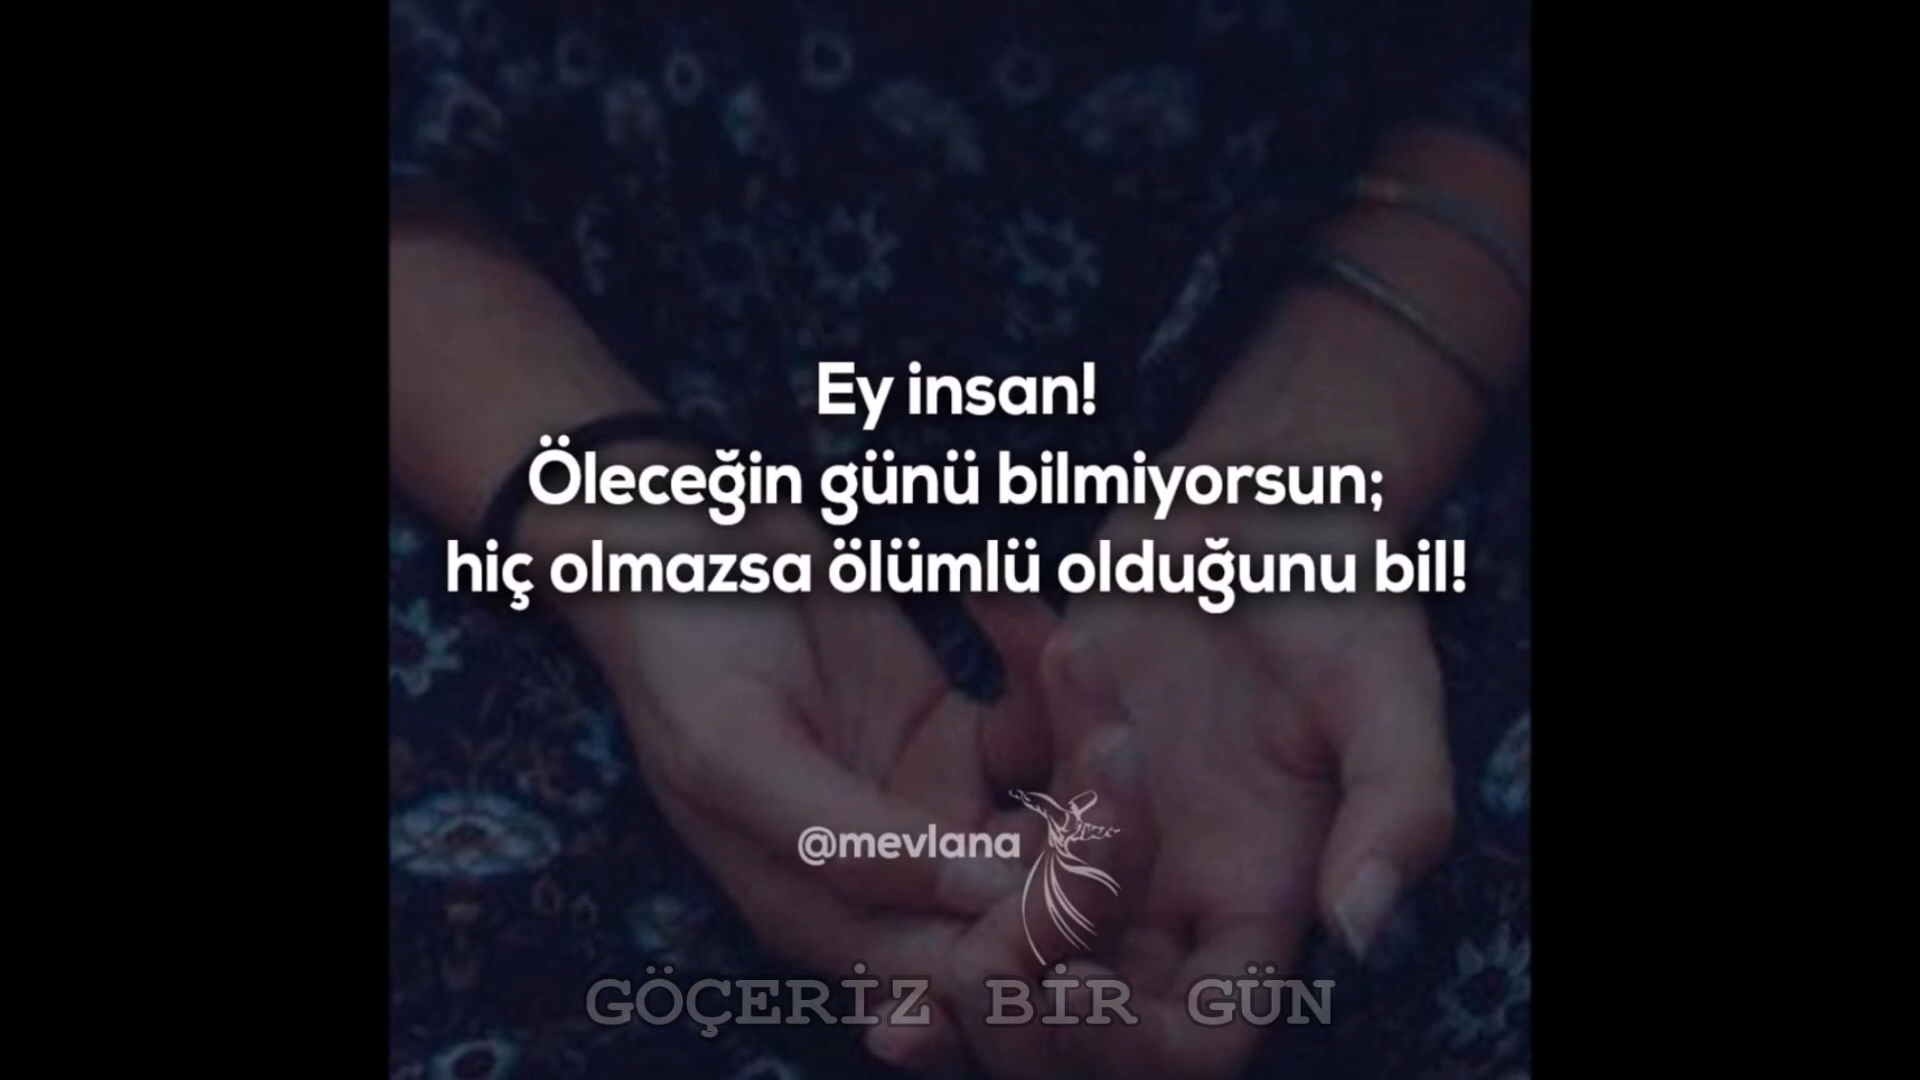 Ey insan!
Öleceğin günü bilmiyorsun;
hiç olmazsa ölümlü olduğunu bil!
@mevlana
GÖÇERİZ BİR GÜN